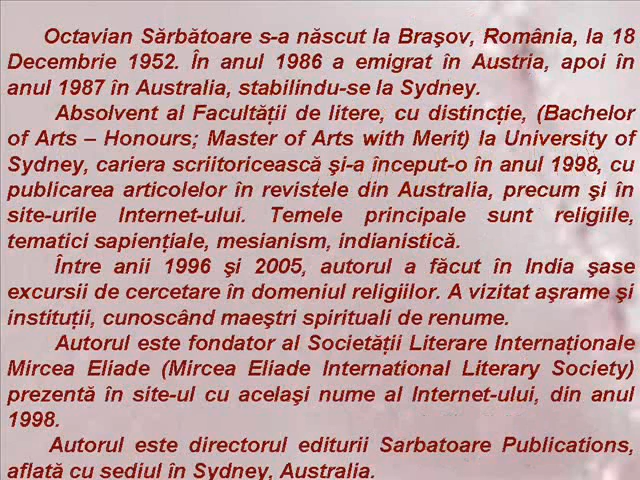 Octavian Sărbătoare s-a născut la Braşov, România, la 18
Decembrie 1952. În anul 1986 a emigrat în Austria, apoi în
anul 1987 în Australia, stabilindu-se la Sydney.
Absolvent al Facultăţii de litere, cu distincţie, (Bachelor
of Arts – Honours; Master of Arts with Merit) la University of
Sydney, cariera scriitoricească şi-a început-o în anul 1998, cu
publicarea articolelor în revistele din Australia, precum şi în
site-urile Internet-ului. Temele principale sunt religiile,
tematici sapienţiale, mesianism, indianistică.
Între anii 1996 şi 2005, autorul a făcut în India şase
excursii de cercetare în domeniul religiilor. A vizitat aşrame şi
instituţii, cunoscând maeştri spirituali de renume.
Autorul este fondator al Societăţii Literare Internaţionale
Mircea Eliade (Mircea Eliade International Literary Society)
prezentă în site-ul cu acelaşi nume al Internet-ului, din anul
1998.
Autorul este directorul editurii Sarbatoare Publications,
aflată cu sediul în Sydney, Australia.